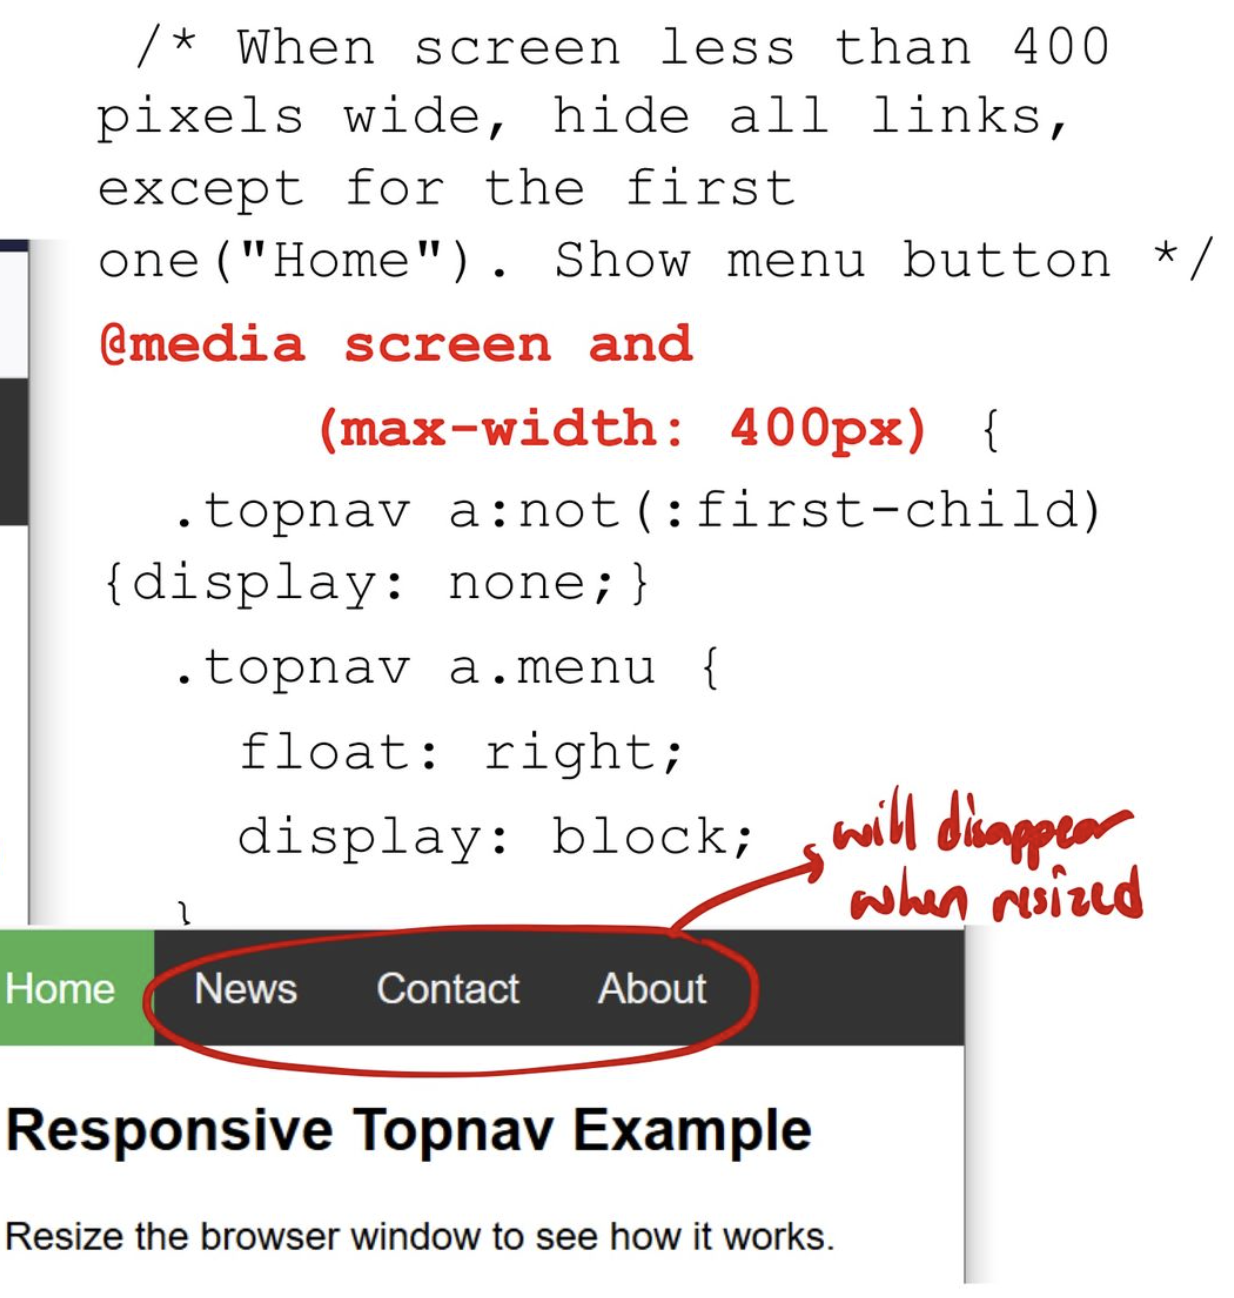 /* When screen less than 400
pixels wide, hide all links,
except for the first
one("Home"). Show menu button */
@media screen and
(max-width: 400px) {
.topnav a:not(:first-child)
{display: none;}
.topnav a.menu {
float: right;
display: block;
}
will disappear
when resized
Home News Contact About
Responsive Topnav Example
Resize the browser window to see how it works.